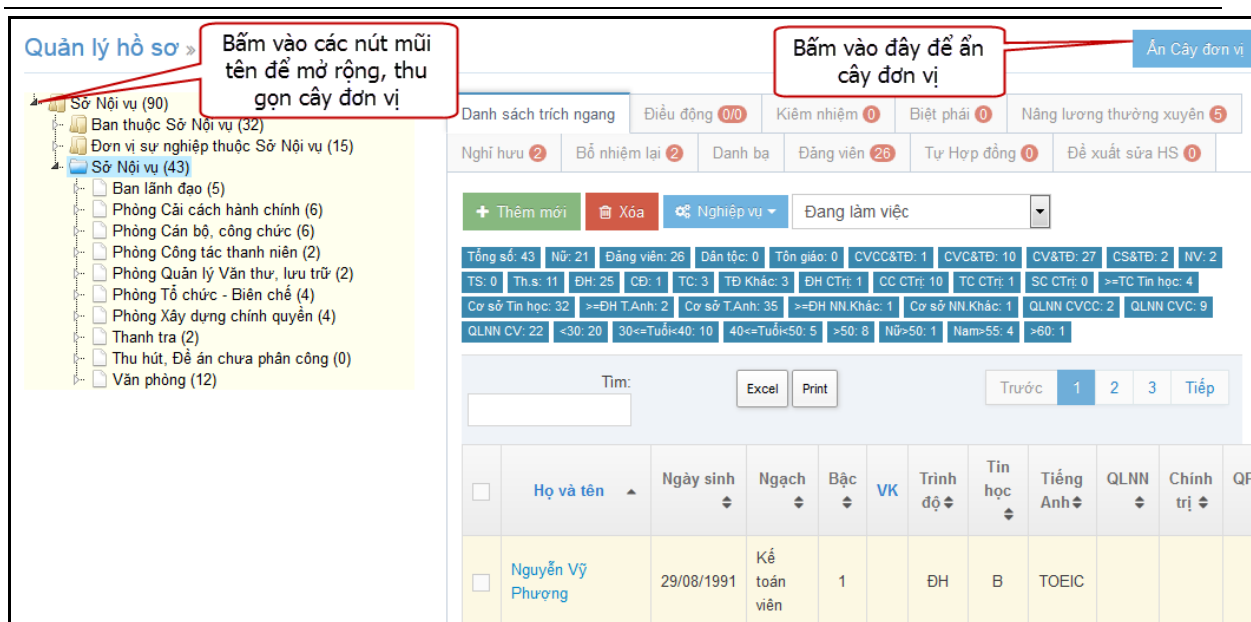 Quản lý hồ sơ »
Bấm vào các nút mũi
tên để mở rộng, thu
gọn cây đơn vị
Bấm vào đây để ẩn
cây đơn vị
Ẩn Cây đơn vị
Sở Nội vụ (90)
Ban thuộc Sở Nội vụ (32)
Đơn vị sự nghiệp thuộc Sở Nội vụ (15)
Sở Nội vụ (43)
Ban lãnh đạo (5)
Phòng Cải cách hành chính (6)
Phòng Cán bộ, công chức (6)
Phòng Công tác thanh niên (2)
Phòng Quản lý Văn thư, lưu trữ (2)
Phòng Tổ chức - Biên chế (4)
Phòng Xây dựng chính quyền (4)
Thanh tra (2)
Thu hút, Đề án chưa phân công (0)
Văn phòng (12)
Danh sách trích ngang Điều động 0/0 Kiêm nhiệm 0 Biệt phái 0 Nâng lương thường xuyên 5
Nghỉ hưu 2 Bổ nhiệm lại 2 Danh bạ Đảng viên 26 Tự Hợp đồng 0 Đề xuất sửa HS 0
Thêm mới Xóa Nghiệp vụ Đang làm việc
Tổng số: 43 Nữ: 21 Đảng viên: 26 Dân tộc: 0 Tôn giáo: 0 CVCC&TĐ: 1 CVC&TĐ: 10 CV&TĐ: 27 CS&TĐ: 2 NV: 2
TS: 0 Th.s: 11 ĐH: 25 CĐ: 1 TC: 3 TĐ Khác: 3 ĐH CTrị: 1 CC CTrị: 10 TC CTrị: 1 SC CTrị: 0 >=TC Tin học: 4
Cơ sở Tin học: 32 >=ĐH T.Anh: 2 Cơ sở T.Anh: 35 >=ĐH NN.Khác: 1 Cơ sở NN.Khác: 1 QLNN CVCC: 2 QLNN CVC: 9
QLNN CV: 22 <30: 20 30<=Tuổi<40: 10 40<=Tuổi<50: 5 >50: 8 Nữ>50: 1 Nam>55: 4 >60: 1
Tìm: Excel Print Trước 1 2 3 Tiếp
Họ và tên Ngày sinh Ngạch Bậc VK Trình độ Tin học Tiếng Anh QLNN Chính trị QP
Nguyễn Vỹ Phượng 29/08/1991 Kế toán viên 1 ĐH B TOEIC